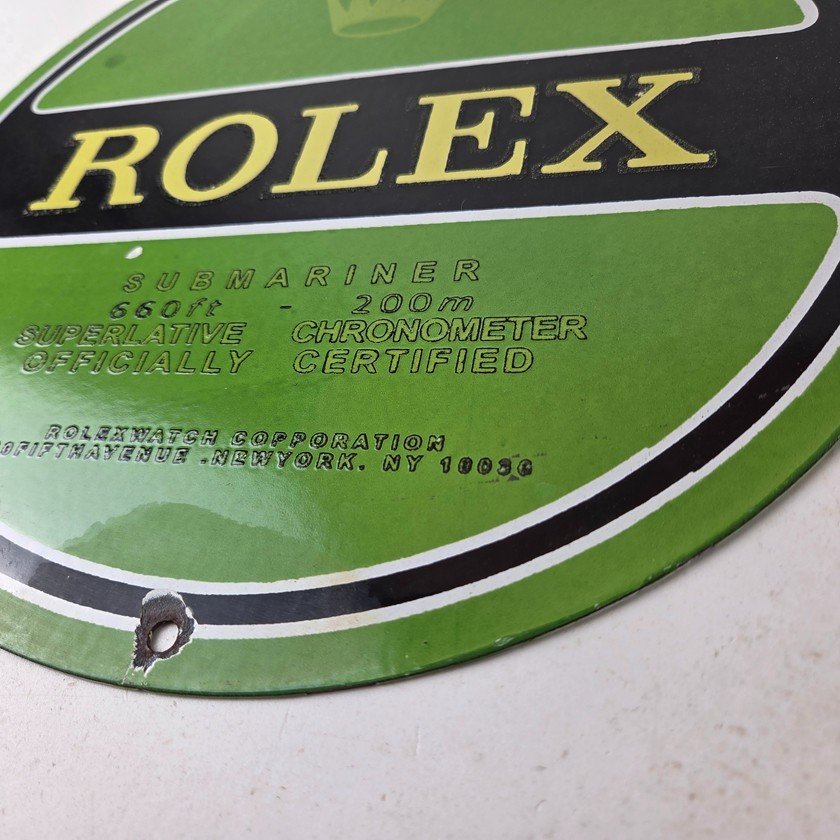 ROLEX
SUBMARINER
660ft - 200m
SUPERLATIVE CHRONOMETER
OFFICIALLY CERTIFIED
ROLEXWATCH COPPORATION
FIFTHAVENUE .NEWYORK. NY